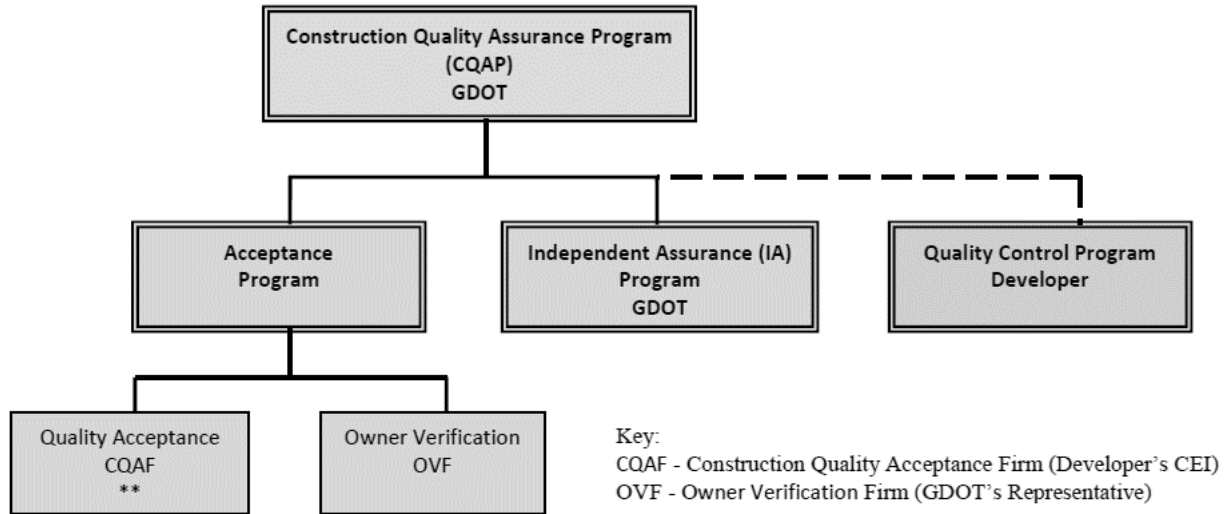 Construction Quality Assurance Program
(CQAP)
GDOT
Acceptance
Program
Independent Assurance (IA)
Program
GDOT
Quality Control Program
Developer
Quality Acceptance
CQAF
**
Owner Verification
OVF
Key:
CQAF - Construction Quality Acceptance Firm (Developer's CEI)
OVF - Owner Verification Firm (GDOT's Representative)